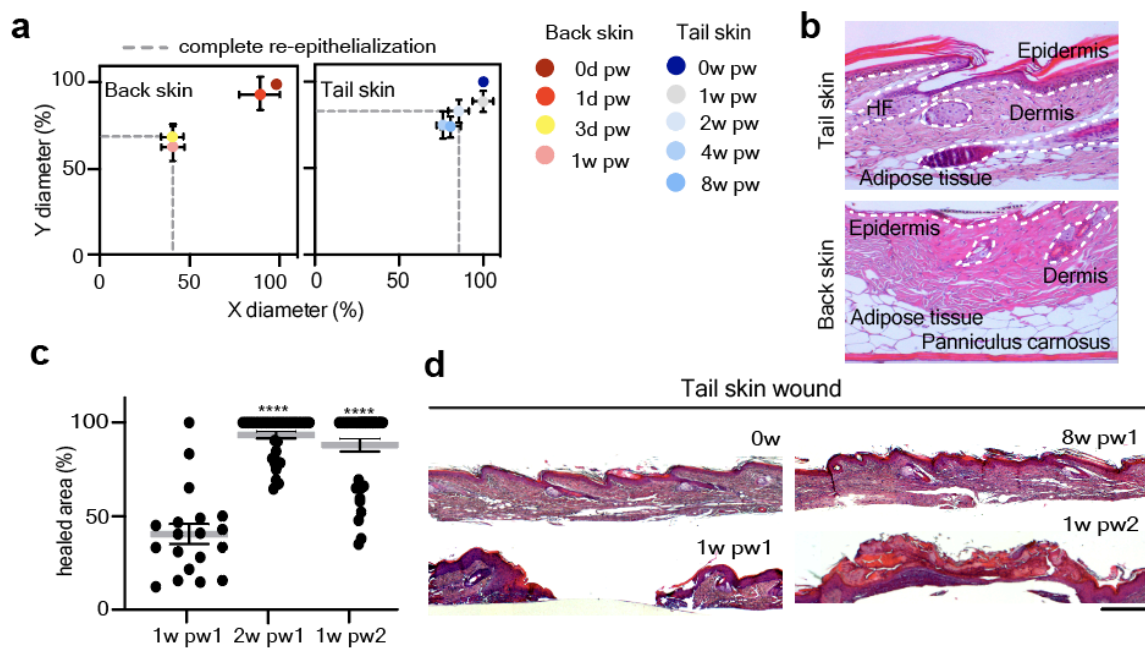 a
complete re-epithelialization
Back skin
Tail skin
Y diameter (%)
100
50
0
0
50
100
0
50
100
X diameter (%)
Back skin
0d pw
1d pw
3d pw
1w pw
Tail skin
0w pw
1w pw
2w pw
4w pw
8w pw
b
Tail skin
Epidermis
HF
Dermis
Adipose tissue
Back skin
Epidermis
Dermis
Adipose tissue
Panniculus carnosus
c
healed area (%)
100
50
0
****
****
1w pw1
2w pw1
1w pw2
d
Tail skin wound
0w
8w pw1
1w pw1
1w pw2